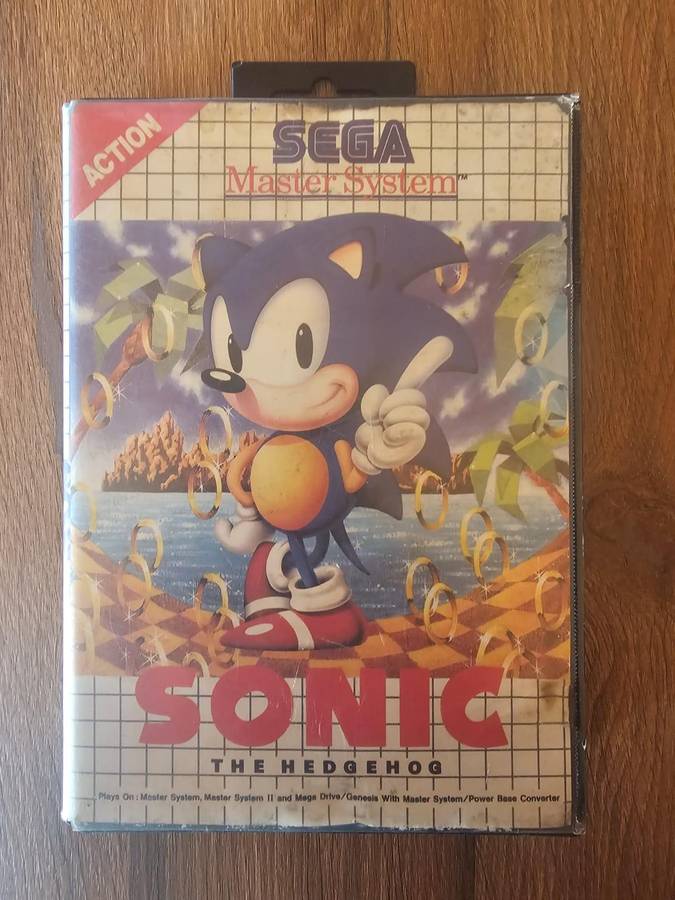 ACTION
SEGA
Master System™
SONIC
THE HEDGEHOG
Plays On : Master System, Master System II and Mega Drive/Genesis With Master System/Power Base Converter